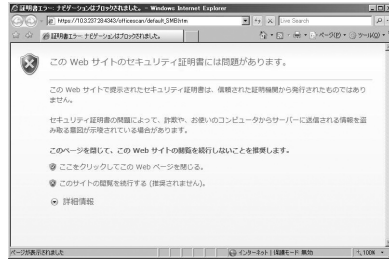 証明書エラー: ナビゲーションはブロックされました。 - Windows Internet Explorer
Live Search
証明書エラー: ナビゲーションはブロックされました。
ページ(P)
ツール(O)
この Web サイトのセキュリティ証明書には問題があります。
この Web サイトで提示されたセキュリティ証明書は、信頼された証明機関から発行されたものではあり
ません。
セキュリティ証明書の問題によって、詐欺や、お使いのコンピュータからサーバーに送信される情報を盗
み取る意図が示唆されている場合があります。
このページを閉じて、この Web サイトの閲覧を続行しないことを推奨します。
ここをクリックしてこの Web ページを閉じる。
このサイトの閲覧を続行する (推奨されません)。
詳細情報
ページが表示されました
インターネット | 保護モード: 無効
100%